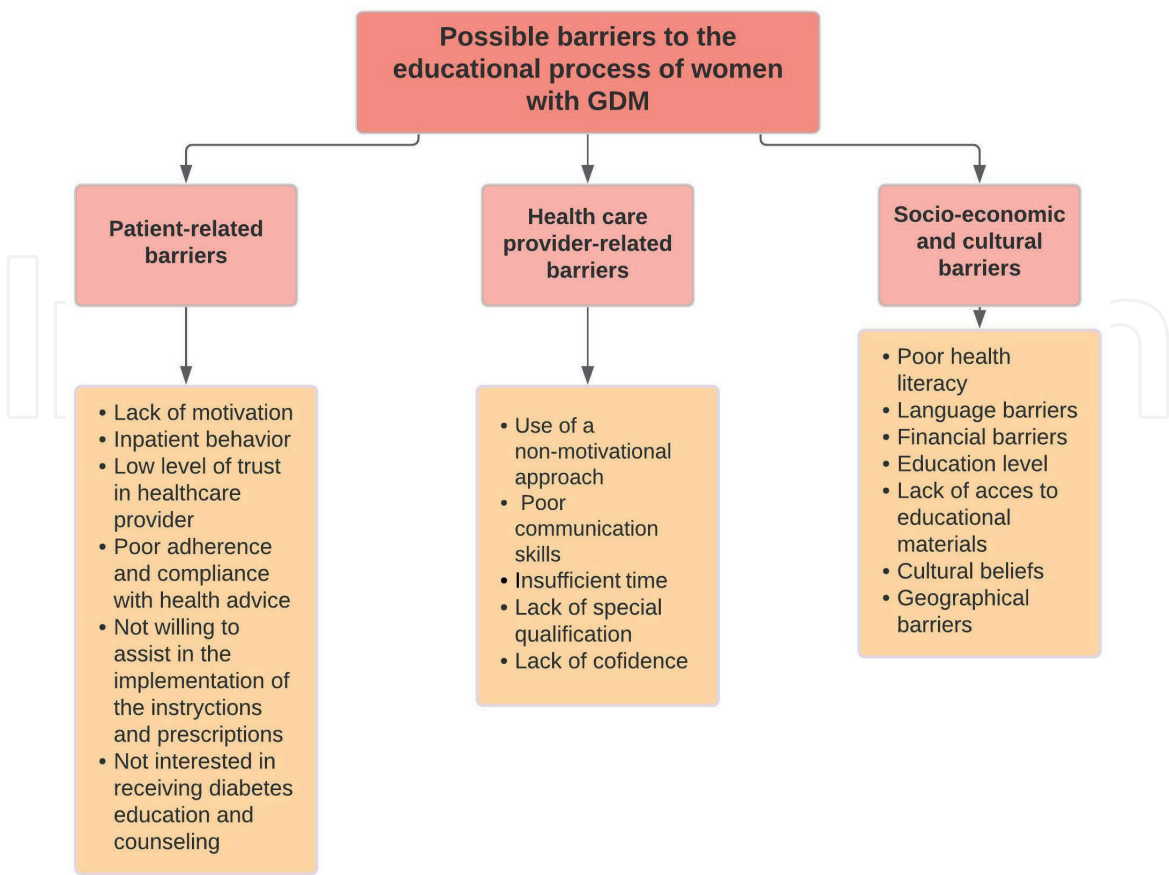 Possible barriers to the
educational process of women
with GDM
Patient-related
barriers
Health care
provider-related
barriers
Socio-economic
and cultural
barriers
• Lack of motivation
• Inpatient behavior
• Low level of trust
in healthcare
provider
• Poor adherence
and compliance
with health advice
• Not willing to
assist in the
implementation of
the instryctions
and prescriptions
• Not interested in
receiving diabetes
education and
counseling
• Use of a
non-motivational
approach
• Poor
communication
skills
• Insufficient time
• Lack of special
qualification
• Lack of cofidence
• Poor health
literacy
• Language barriers
• Financial barriers
• Education level
• Lack of acces to
educational
materials
• Cultural beliefs
• Geographical
barriers